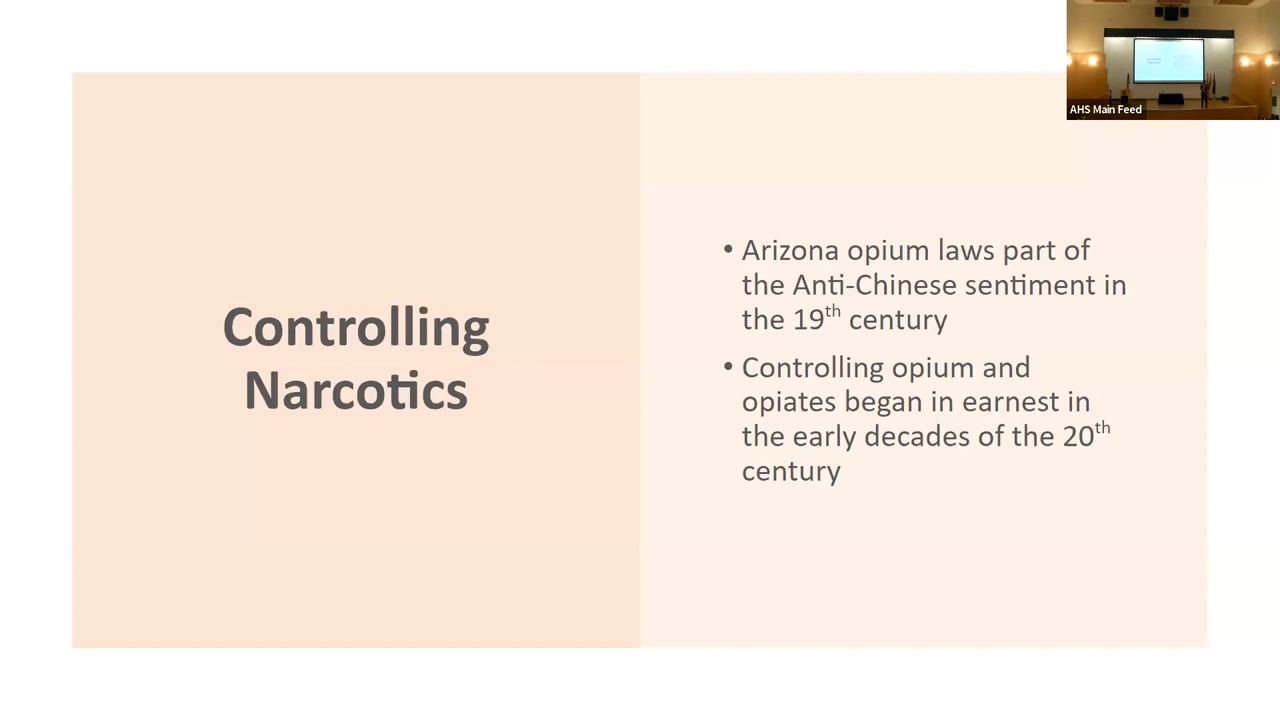 AHS Main Feed
Controlling
Narcotics
• Arizona opium laws part of
the Anti-Chinese sentiment in
the 19th century
• Controlling opium and
opiates began in earnest in
the early decades of the 20th
century